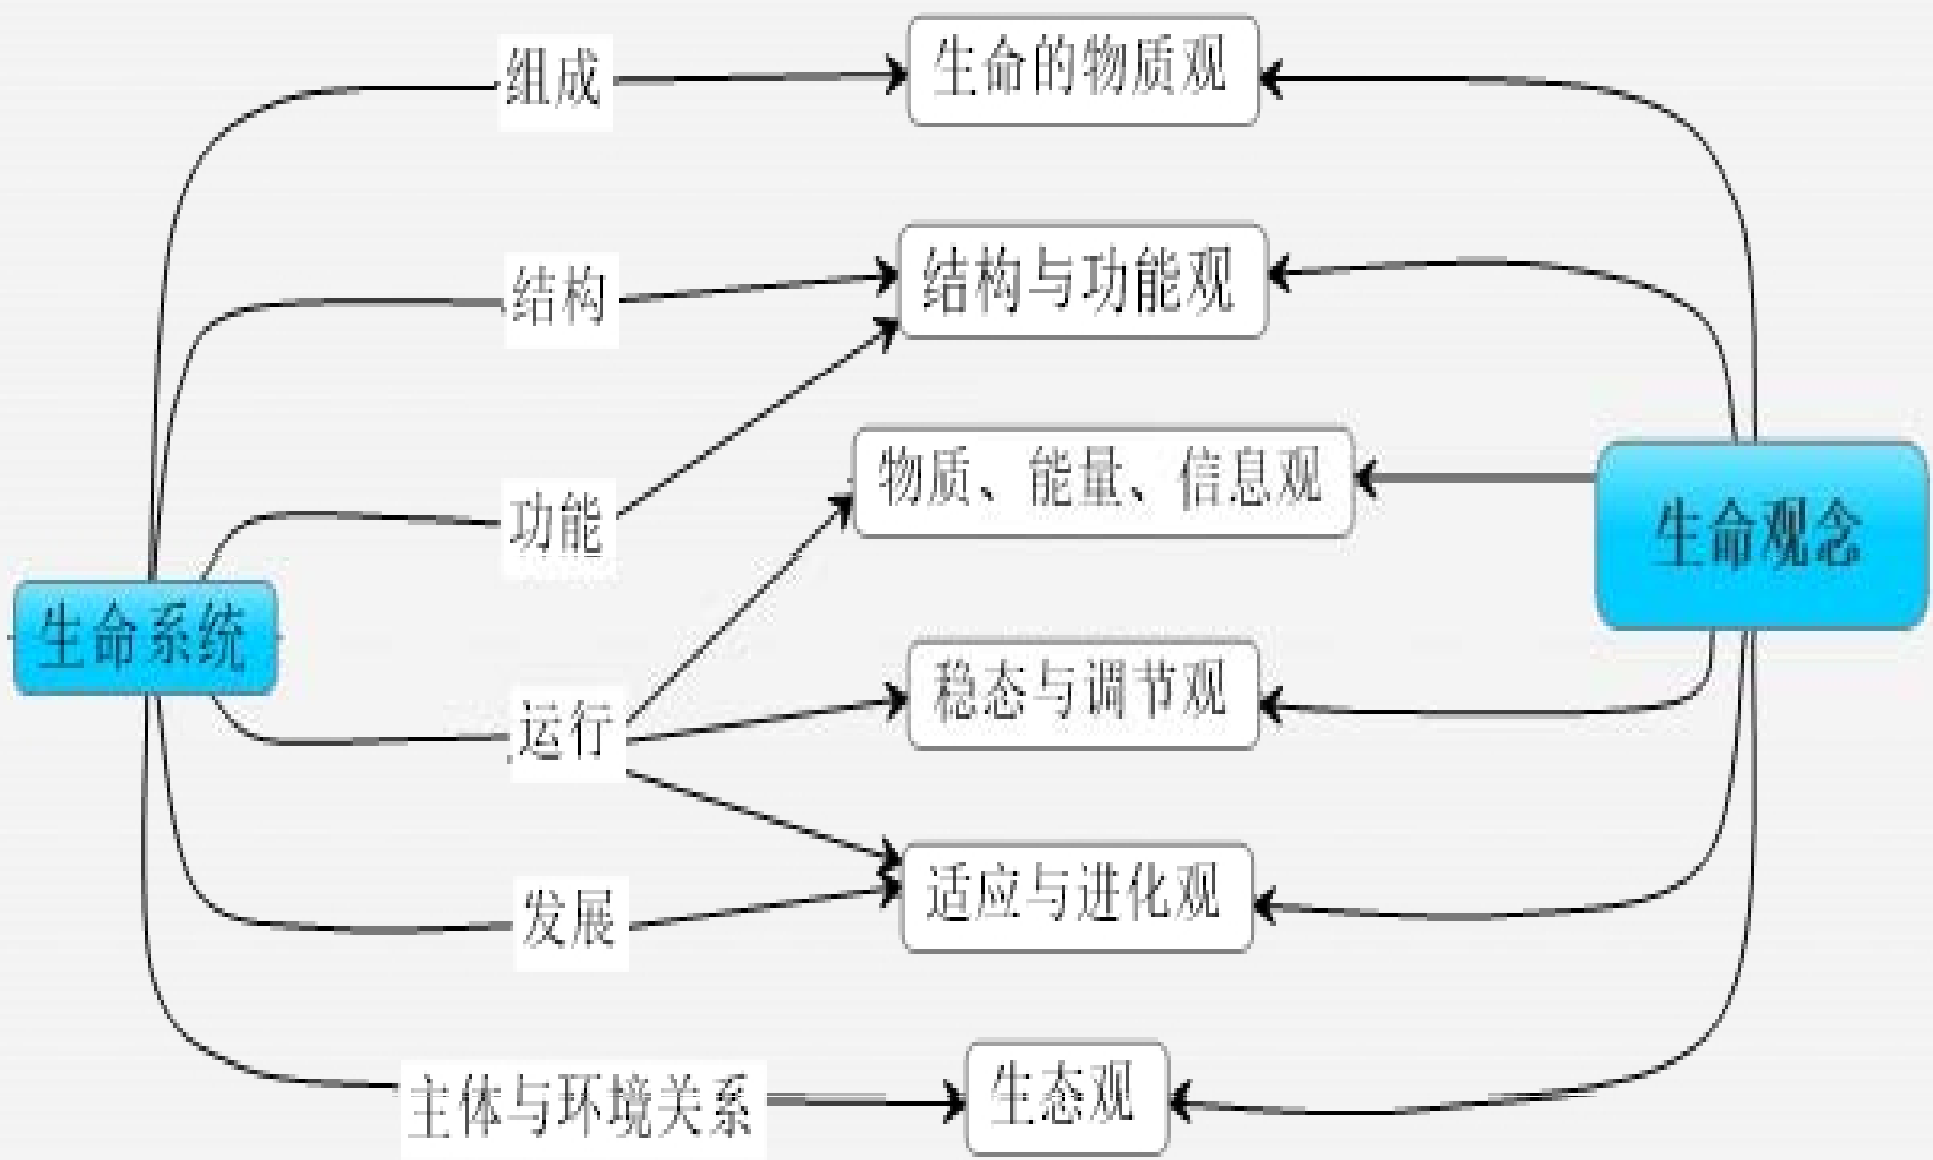 组成
生命的物质观
结构
结构与功能观
功能
物质、能量、信息观
生命观念
生命系统
运行
稳态与调节观
发展
适应与进化观
主体与环境关系
生态观